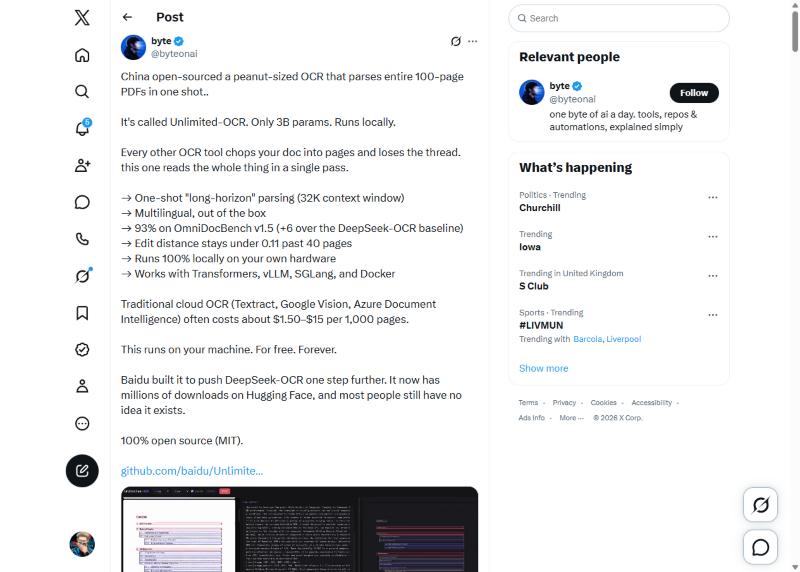 Post
byte
@byteonai
China open-sourced a peanut-sized OCR that parses entire 100-page
PDFs in one shot..
It's called Unlimited-OCR. Only 3B params. Runs locally.
Every other OCR tool chops your doc into pages and loses the thread.
this one reads the whole thing in a single pass.
→ One-shot "long-horizon" parsing (32K context window)
→ Multilingual, out of the box
→ 93% on OmniDocBench v1.5 (+6 over the DeepSeek-OCR baseline)
→ Edit distance stays under 0.11 past 40 pages
→ Runs 100% locally on your own hardware
→ Works with Transformers, vLLM, SGLang, and Docker
Traditional cloud OCR (Textract, Google Vision, Azure Document
Intelligence) often costs about $1.50–$15 per 1,000 pages.
This runs on your machine. For free. Forever.
Baidu built it to push DeepSeek-OCR one step further. It now has
millions of downloads on Hugging Face, and most people still have no
idea it exists.
100% open source (MIT).
github.com/baidu/Unlimite...
Search
Relevant people
byte
@byteonai
Follow
one byte of ai a day. tools, repos &
automations, explained simply
What's happening
Politics · Trending
Churchill
Trending
Iowa
Trending in United Kingdom
S Club
Sports · Trending
#LIVMUN
Trending with Barcola, Liverpool
Show more
Terms · Privacy · Cookies · Accessibility ·
Ads Info · More ··· © 2026 X Corp.